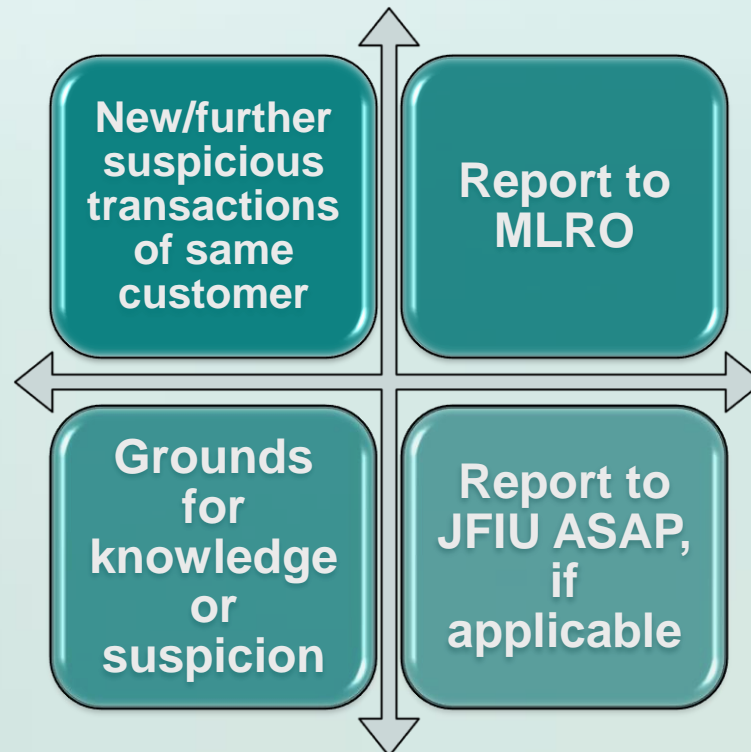 New/further
suspicious
transactions
of same
customer
Report to
MLRO
Grounds
for
knowledge
or
suspicion
Report to
JFIU ASAP,
if
applicable